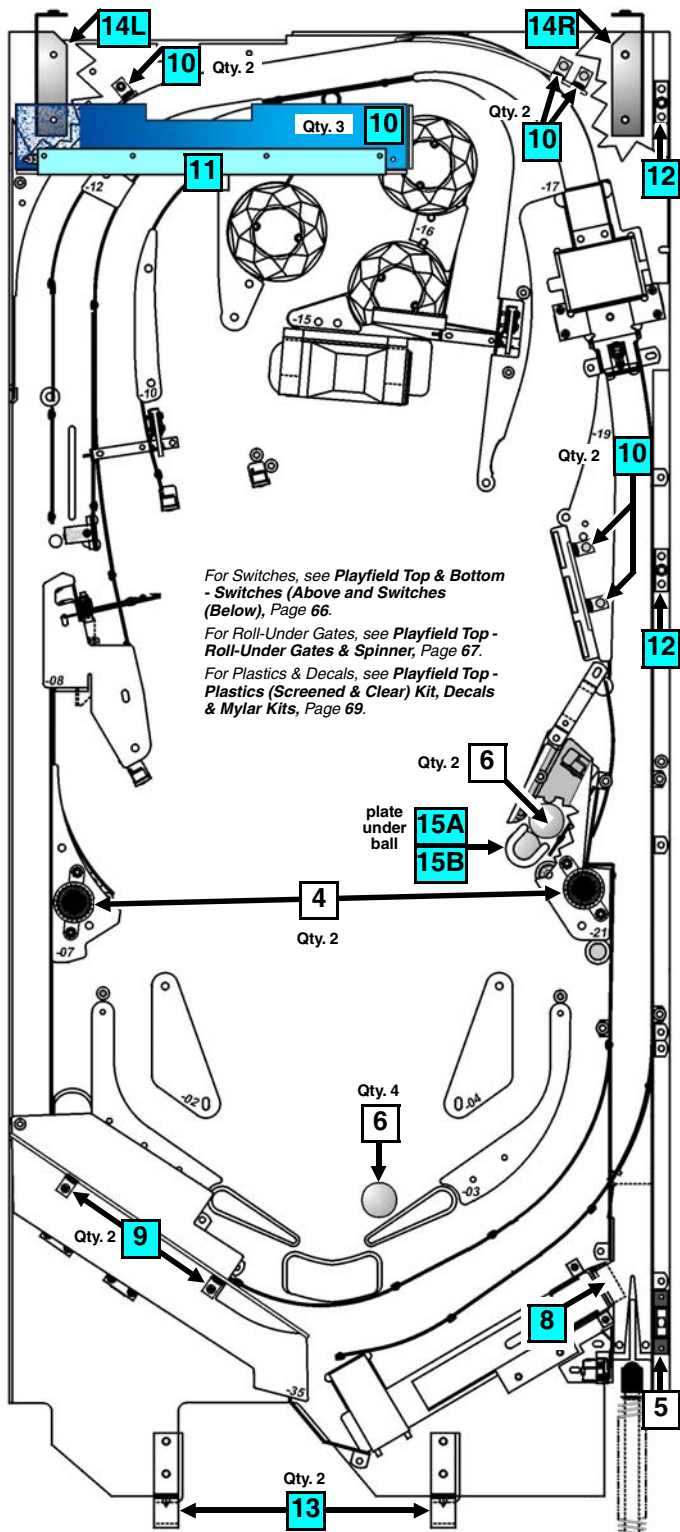 14L
14R
10
Qty. 2
Qty. 2
10
Qty. 3
10
11
12
-12
-17
-16
-15
-10
-19
Qty. 2
10
For Switches, see Playfield Top & Bottom
- Switches (Above and Switches
(Below), Page 66.
For Roll-Under Gates, see Playfield Top -
Roll-Under Gates & Spinner, Page 67.
For Plastics & Decals, see Playfield Top -
Plastics (Screened & Clear) Kit, Decals
& Mylar Kits, Page 69.
12
-08
Qty. 2
6
plate
under
ball
15A
15B
4
Qty. 2
-07
-21
-02
-04
Qty. 4
6
-03
Qty. 2
9
8
-35
5
Qty. 2
13